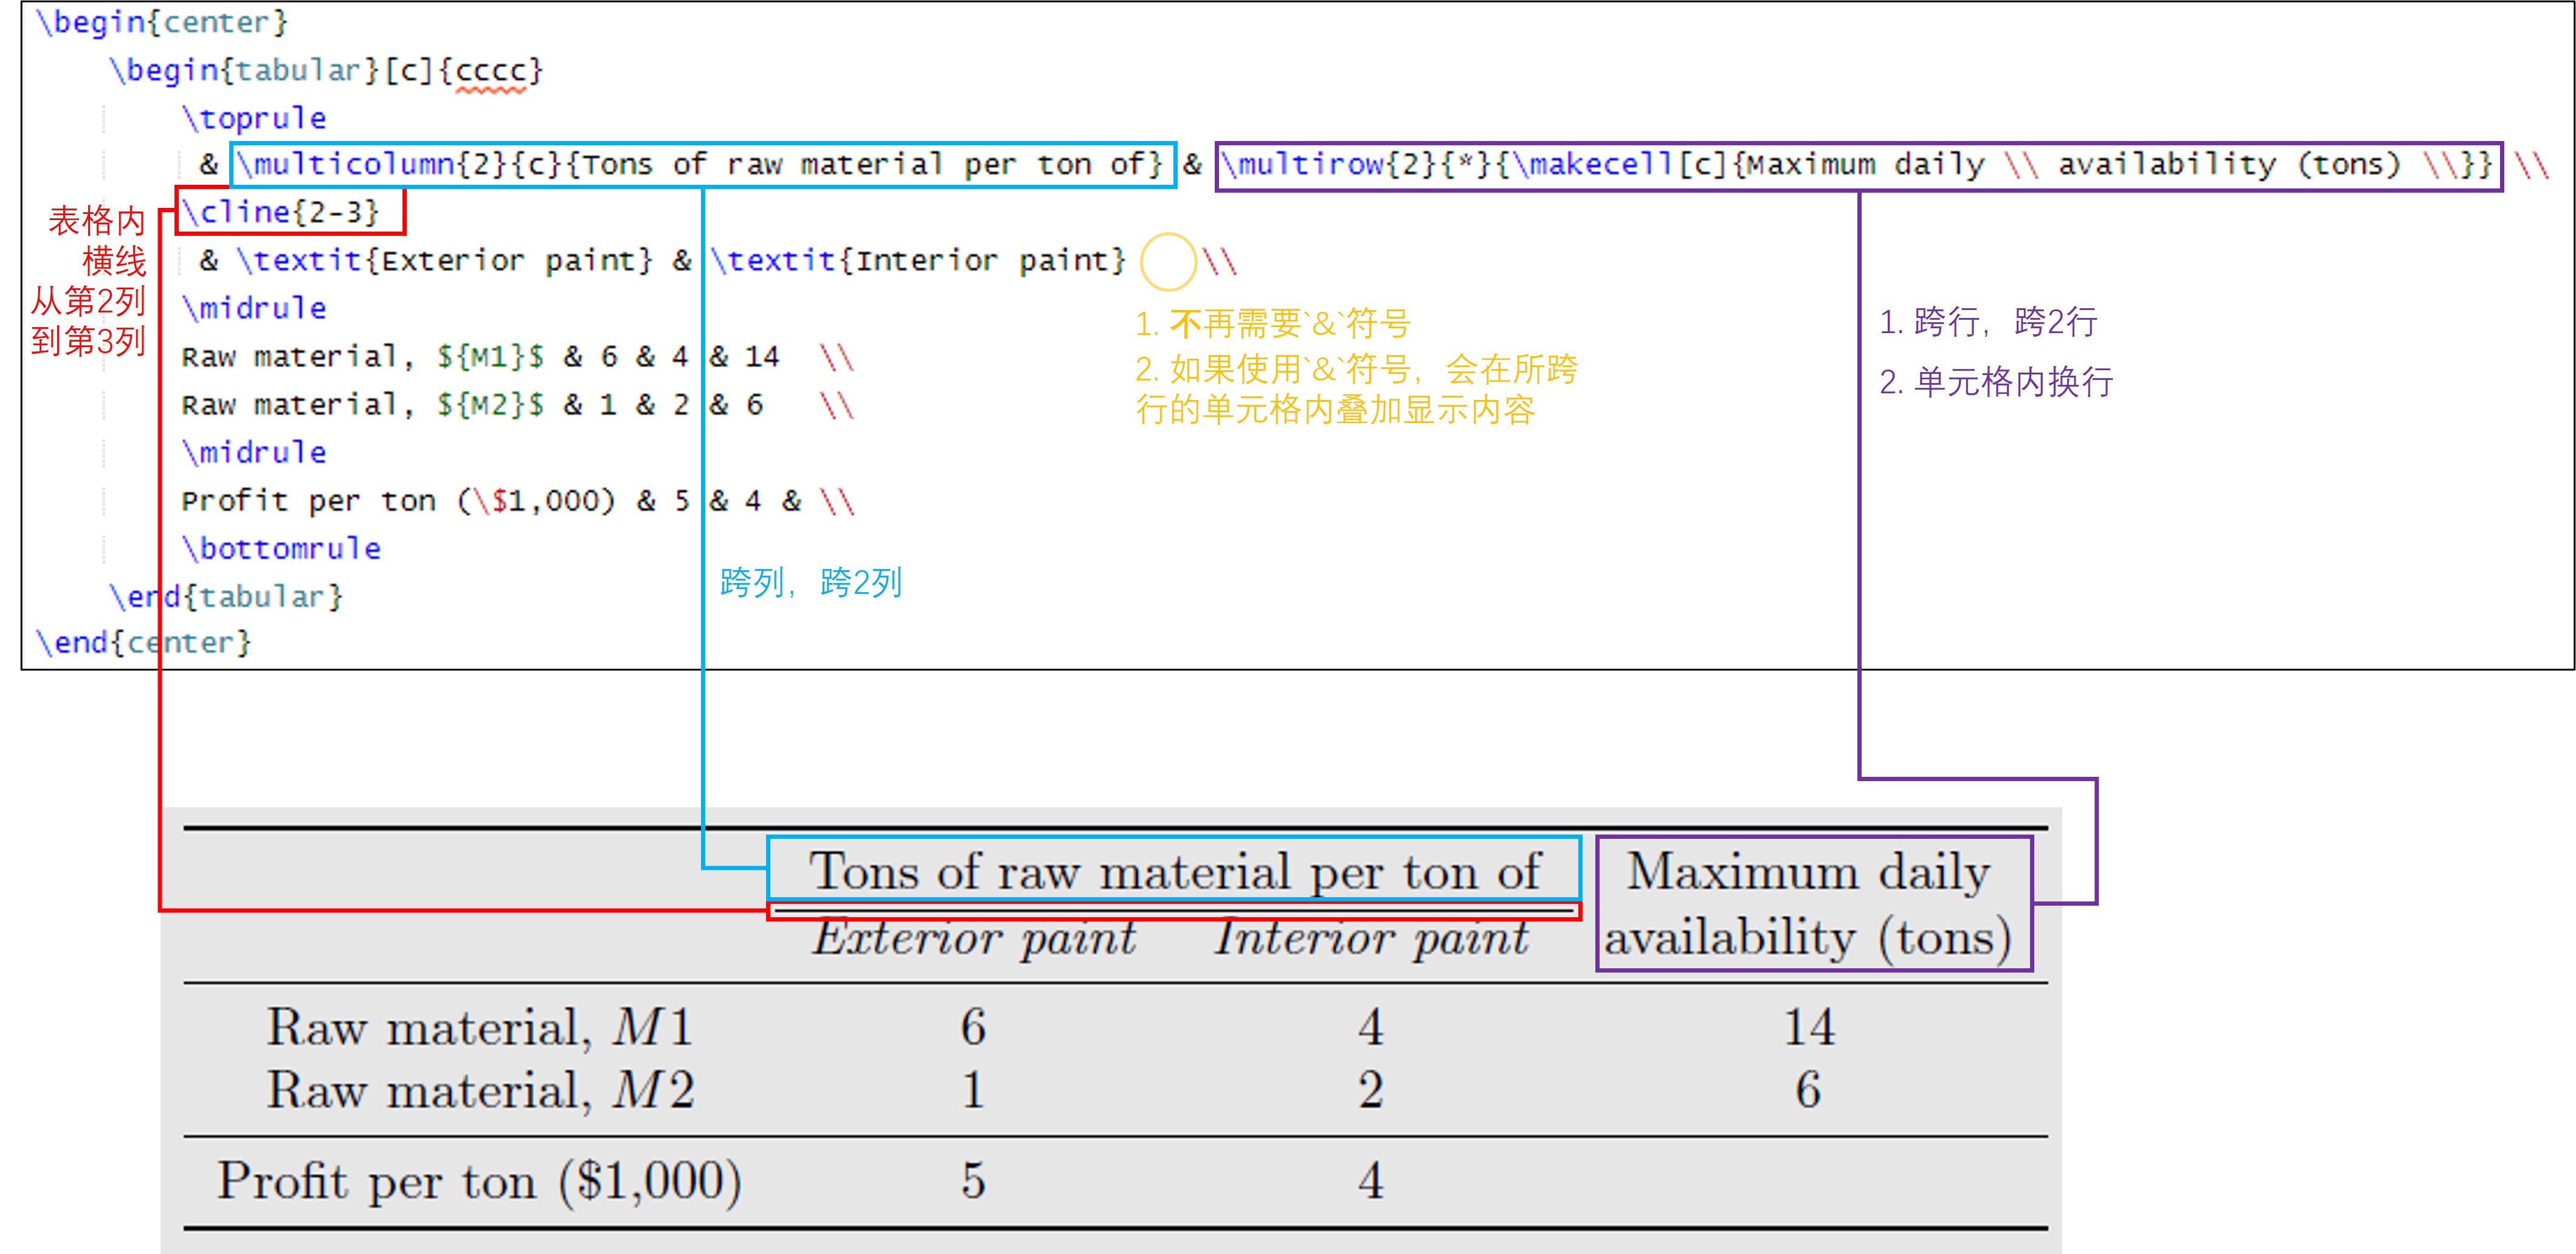 \begin{center}
\begin{tabular}[c]{cccc}
\toprule
& \multicolumn{2}{c}{Tons of raw material per ton of} & \multirow{2}{*}{\makecell[c]{Maximum daily \\ availability (tons) \\}} \\
\cline{2-3}
& \textit{Exterior paint} & \textit{Interior paint} \\
\midrule
Raw material, ${M1}$ & 6 & 4 & 14 \\
Raw material, ${M2}$ & 1 & 2 & 6 \\
\midrule
Profit per ton (\$1,000) & 5 & 4 & \\
\bottomrule
\end{tabular}
\end{center}
表格内
横线
从第2列
到第3列
1. 不再需要`&`符号
2. 如果使用`&`符号，会在所跨
行的单元格内叠加显示内容
1. 跨行，跨2行
2. 单元格内换行
跨列，跨2列
Tons of raw material per ton of
Maximum daily
Exterior paint Interior paint
availability (tons)
Raw material, M1 6 4 14
Raw material, M2 1 2 6
Profit per ton ($1,000) 5 4